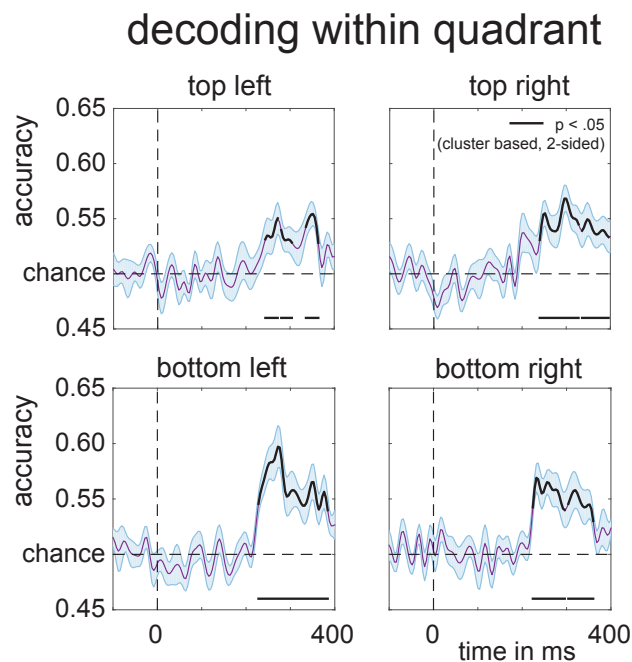 decoding within quadrant
top left
top right
0.65
0.60
0.55
chance
0.45
accuracy
p < .05
(cluster based, 2-sided)
bottom left
bottom right
0.65
0.60
0.55
chance
0.45
accuracy
0
400
0
400
time in ms